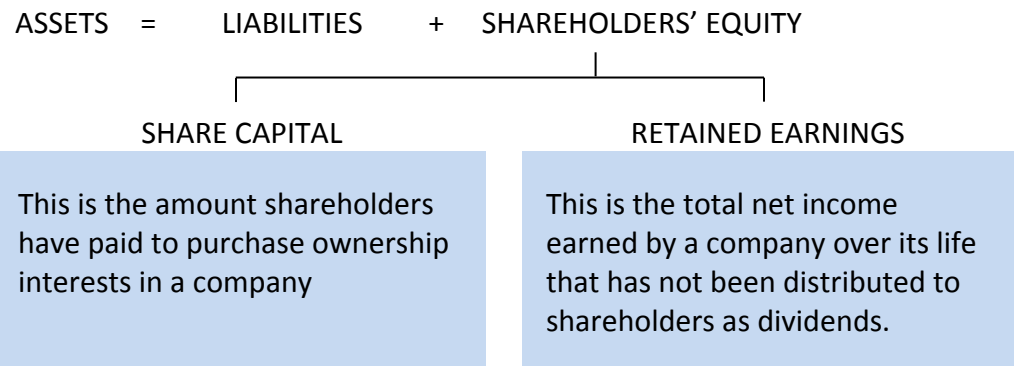 ASSETS = LIABILITIES + SHAREHOLDERS’ EQUITY
SHARE CAPITAL
RETAINED EARNINGS
This is the amount shareholders
have paid to purchase ownership
interests in a company
This is the total net income
earned by a company over its life
that has not been distributed to
shareholders as dividends.